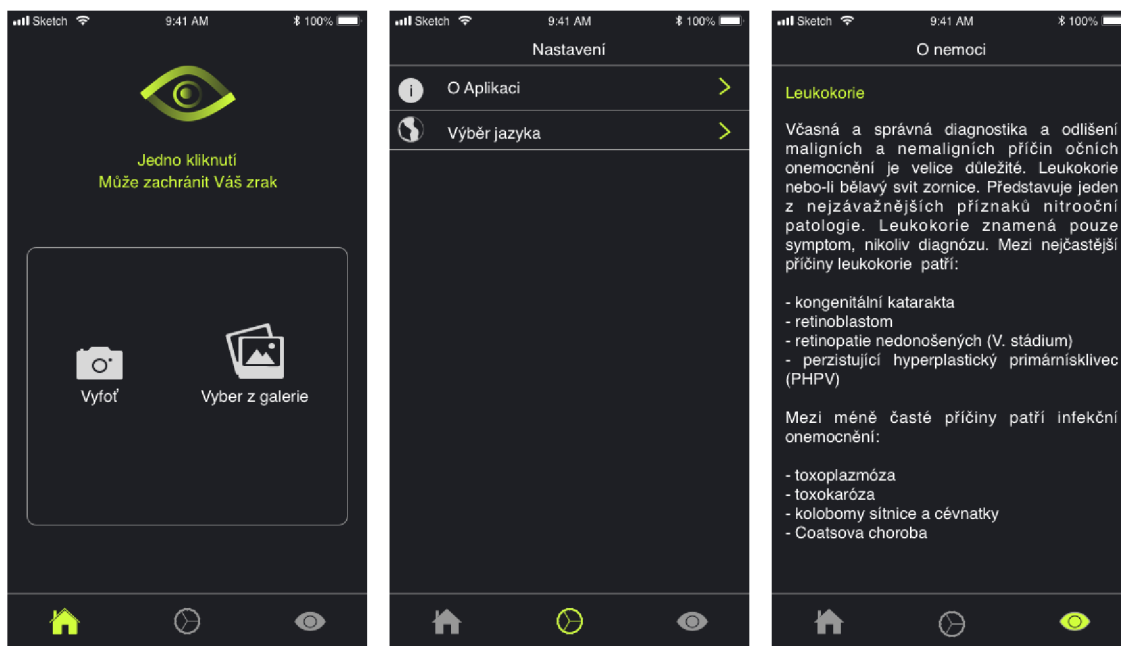 Sketch 9:41 AM 100%
Jedno kliknutí
Může zachránit Váš zrak
Vyfoť Vyber z galerie
Sketch 9:41 AM 100%
Nastavení
O Aplikaci
Výběr jazyka
Sketch 9:41 AM 100%
O nemoci
Leukokorie
Včasná a správná diagnostika a odlišení
maligních a nemaligních příčin očních
onemocnění je velice důležité. Leukokorie
nebo-li bělavý svit zornice. Představuje jeden
z nejzávažnějších příznaků nitrooční
patologie. Leukokorie znamená pouze
symptom, nikoliv diagnózu. Mezi nejčastější
příčiny leukokorie patří:
- kongenitální katarakta
- retinoblastom
- retinopatie nedonošených (V. stádium)
- perzistující hyperplastický primárnísklivec
(PHPV)
Mezi méně časté příčiny patří infekční
onemocnění:
- toxoplazmóza
- toxokaróza
- kolobomy sítnice a cévnatky
- Coatsova choroba